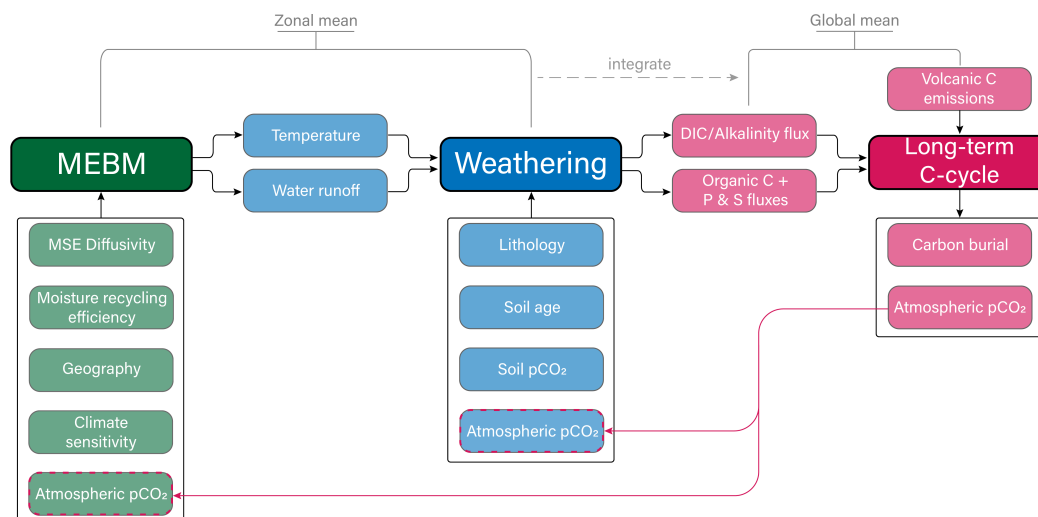 Zonal mean
Global mean
integrate
Volcanic C
emissions
MEBM
Temperature
Water runoff
Weathering
DIC/Alkalinity flux
Organic C +
P & S fluxes
Long-term
C-cycle
MSE Diffusivity
Moisture recycling
efficiency
Geography
Climate
sensitivity
Atmospheric pCO₂
Lithology
Soil age
Soil pCO₂
Atmospheric pCO₂
Carbon burial
Atmospheric pCO₂